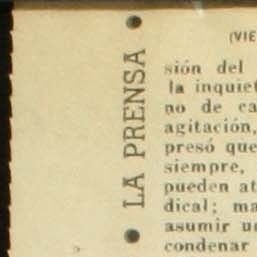 • LA PRENSA •
(VIE
sión del
la inquiet
no de ca
agitación,
presó que
siempre,
pueden at
dical; ma
asumir un
condenar